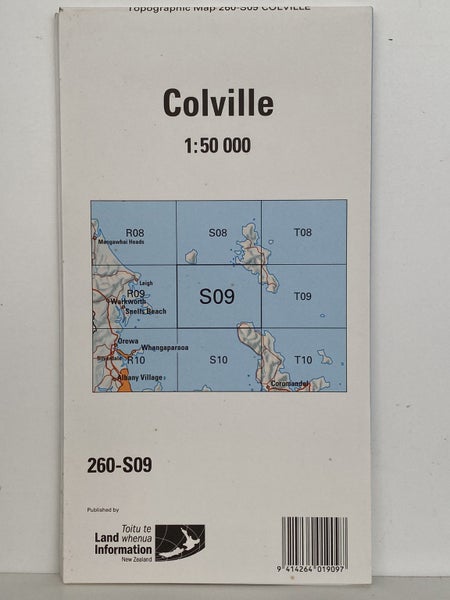 Topographic Map 260-S09 COLVILLE
Colville
1:50 000
R08
S08
T08
Mangawhai Heads
Leigh
R09
S09
T09
Warkworth
Snells Beach
Orewa
Whangaparaoa
Silverdale
R10
S10
T10
Albany Village
Coromandel
260-S09
Published by
Toitu te
Land whenua
Information
New Zealand
9 414264 019097